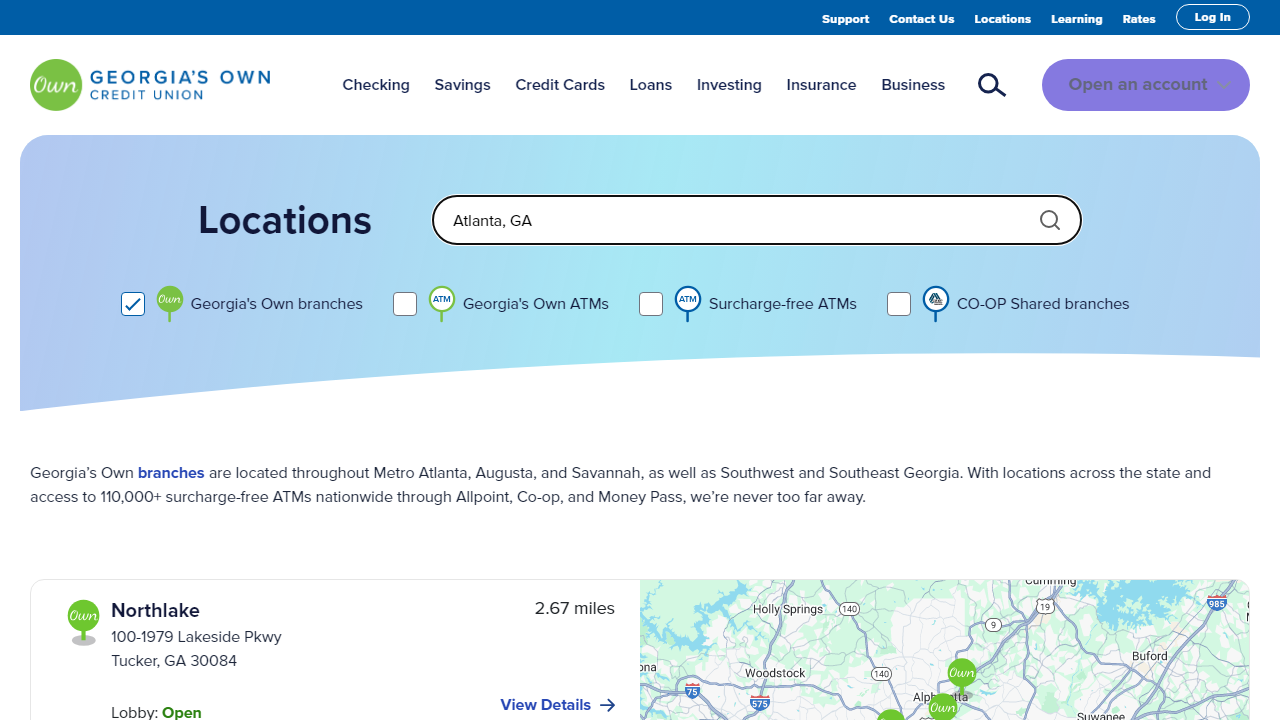 Support Contact Us Locations Learning Rates Log In
Own GEORGIA'S OWN
CREDIT UNION
Checking Savings Credit Cards Loans Investing Insurance Business Open an account
Locations
Atlanta, GA
Own Georgia's Own branches ATM Georgia's Own ATMs ATM Surcharge-free ATMs CO-OP Shared branches
Georgia’s Own branches are located throughout Metro Atlanta, Augusta, and Savannah, as well as Southwest and Southeast Georgia. With locations across the state and
access to 110,000+ surcharge-free ATMs nationwide through Allpoint, Co-op, and Money Pass, we’re never too far away.
Own Northlake 2.67 miles
100-1979 Lakeside Pkwy
Tucker, GA 30084
Lobby: Open View Details
Cumming
985
Holly Springs 140 19
9
Buford
Woodstock 140 Own
75 575
Own
Suwanee